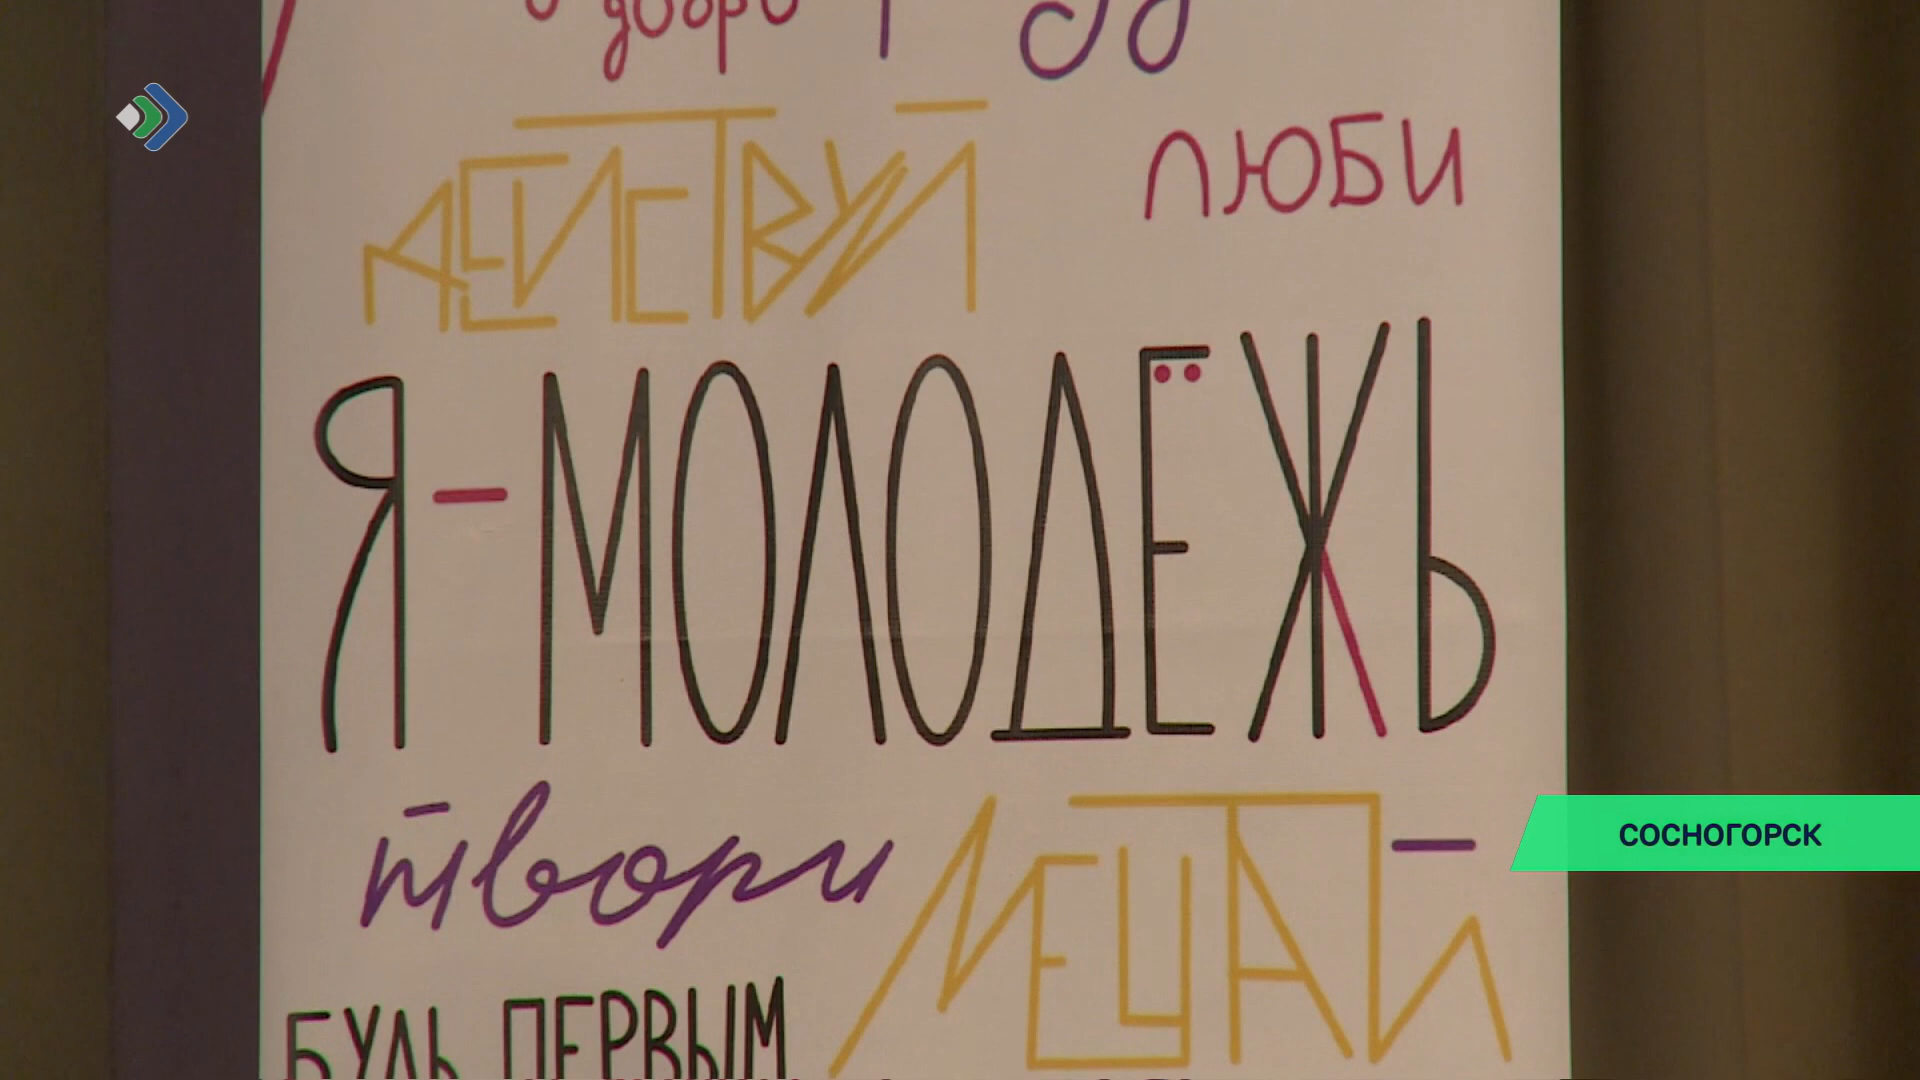 добро
ДЕЙСТВУЙ
ЛЮБИ
Я-МОЛОДЁЖЬ
твори
МЕЧТАЙ
СОСНОГОРСК
БУДЬ ПЕРВЫМ